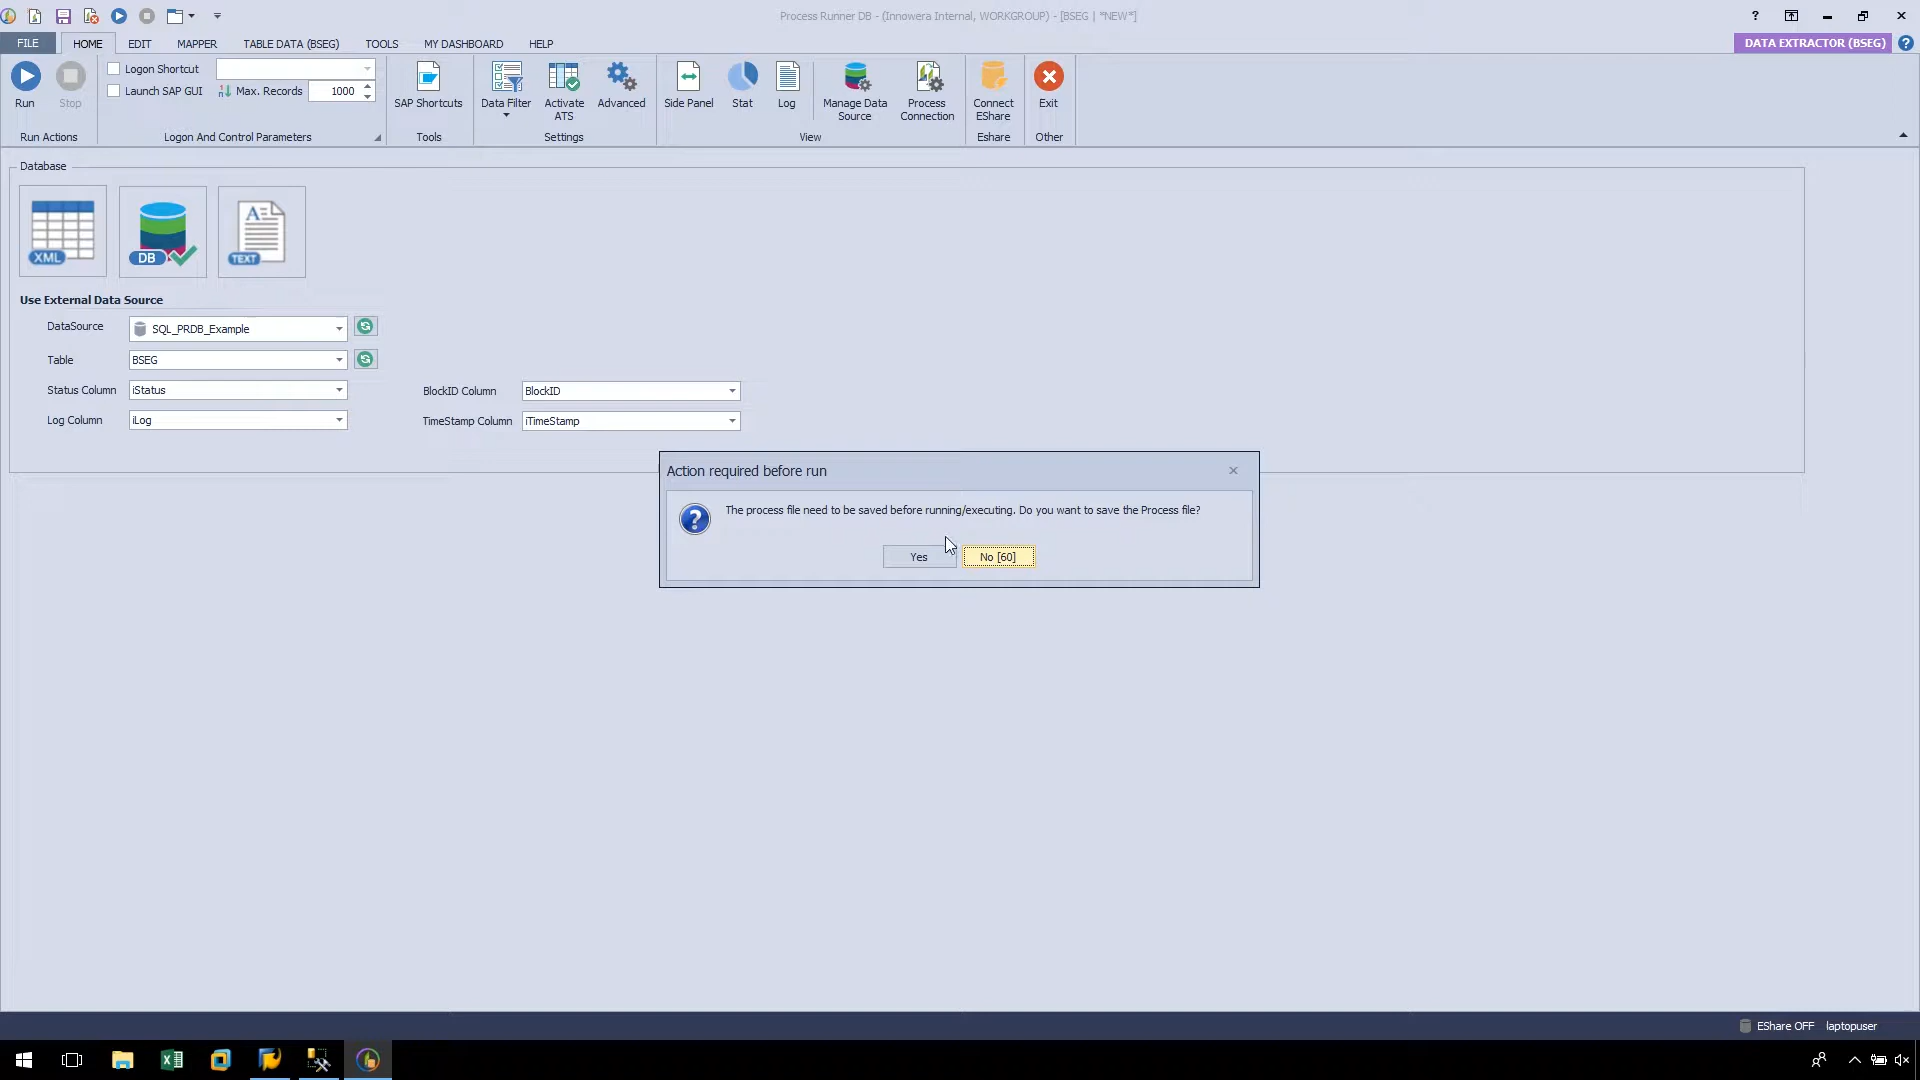 Process Runner DB - (Innowera Internal, WORKGROUP) - [BSEG | *NEW*]
?
FILE HOME EDIT MAPPER TABLE DATA (BSEG) TOOLS MY DASHBOARD HELP
DATA EXTRACTOR (BSEG) ?
Logon Shortcut
Launch SAP GUI Max. Records 1000
Run Stop SAP Shortcuts Data Filter Activate ATS Advanced Side Panel Stat Log Manage Data Source Process Connection Connect EShare Exit
Run Actions Logon And Control Parameters Tools Settings View Eshare Other
Database
XML DB A TEXT
Use External Data Source
DataSource SQL_PRDB_Example
Table BSEG
Status Column iStatus BlockID Column BlockID
Log Column iLog TimeStamp Column iTimeStamp
Action required before run
? The process file need to be saved before running/executing. Do you want to save the Process file?
Yes No [60]
EShare OFF laptopuser